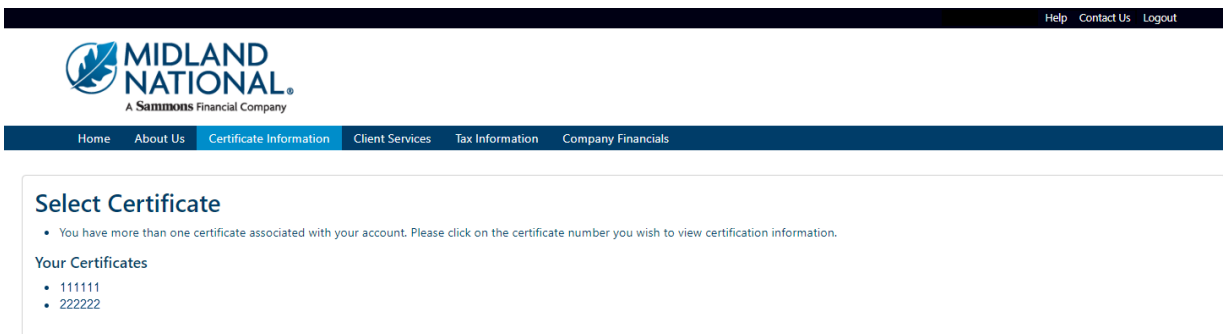 Help Contact Us Logout
MIDLAND
NATIONAL®
A Sammons Financial Company
Home About Us Certificate Information Client Services Tax Information Company Financials
Select Certificate
• You have more than one certificate associated with your account. Please click on the certificate number you wish to view certification information.
Your Certificates
• 111111
• 222222